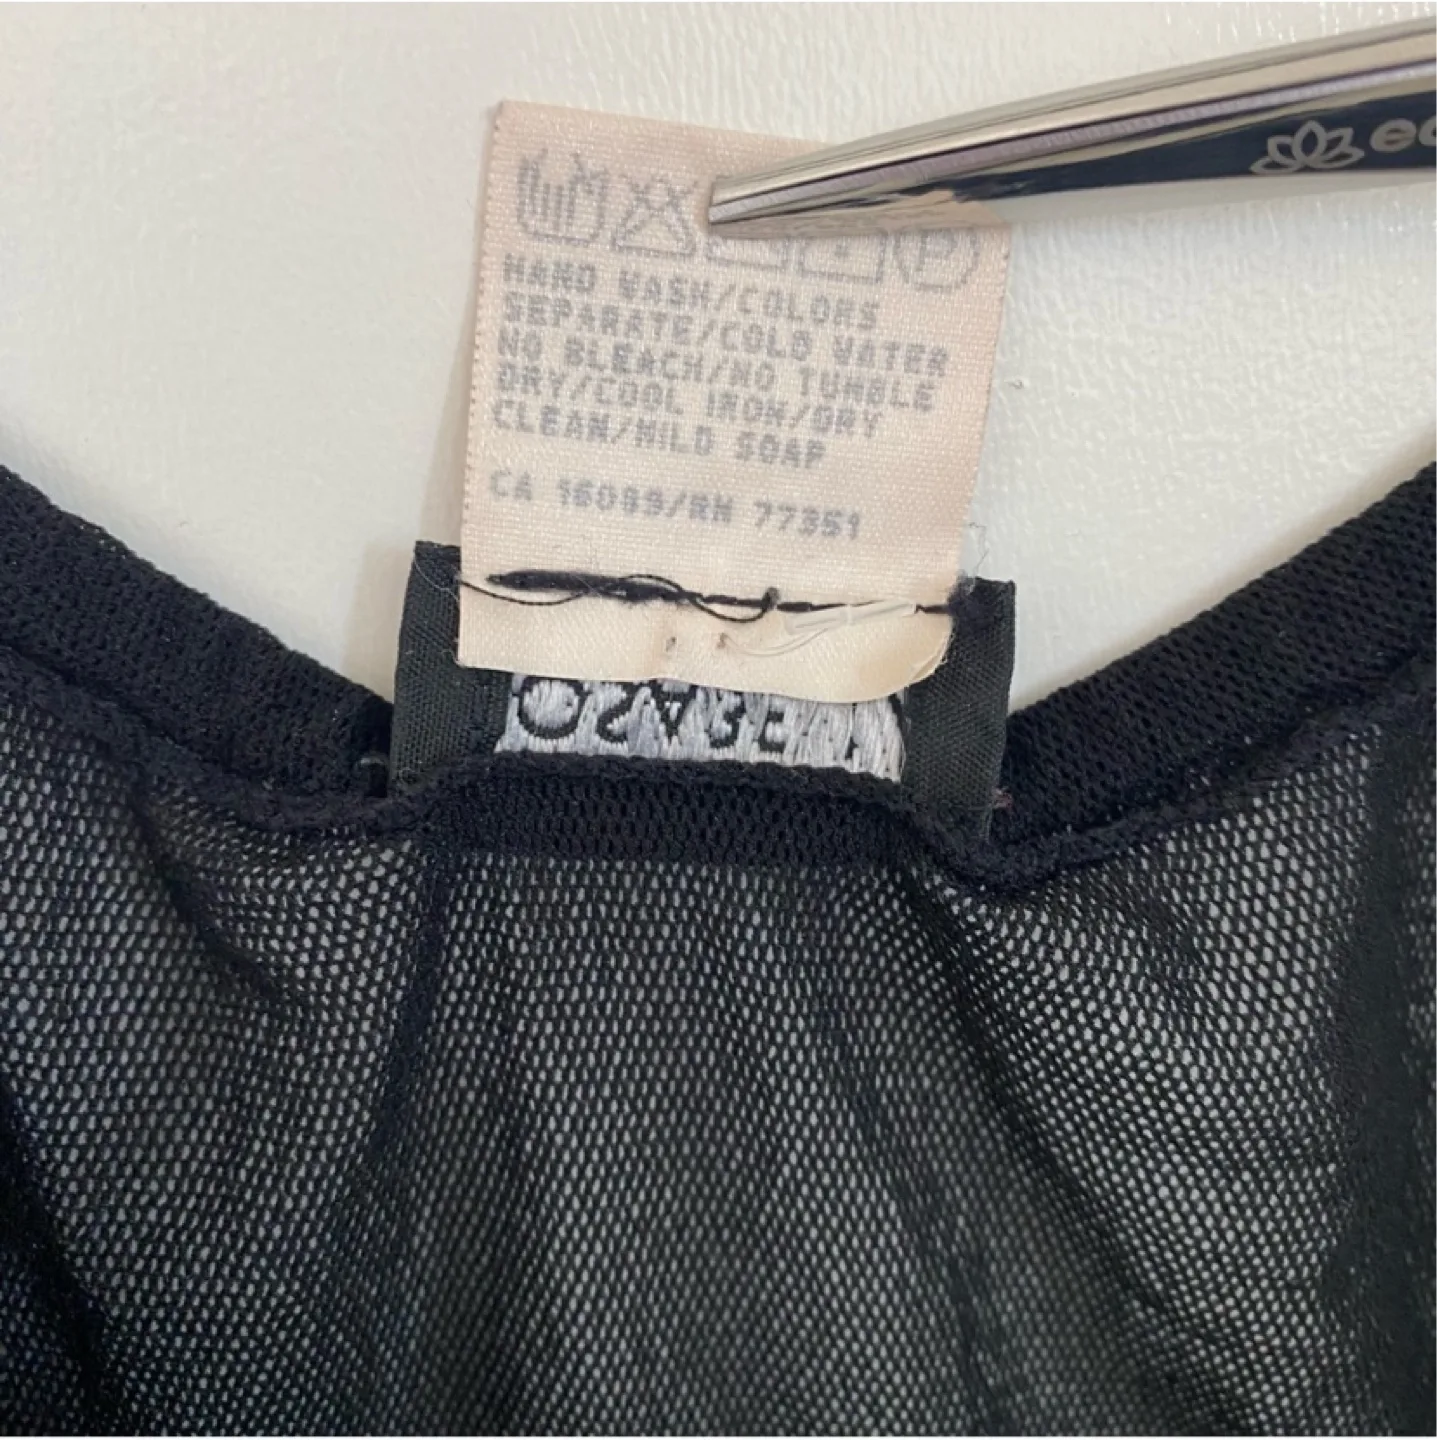 HAND WASH/COLORS
SEPARATE/COLD WATER
NO BLEACH/NO TUMBLE
DRY/COOL IRON/DRY
CLEAN/MILD SOAP
CA 16089/RN 77351
P